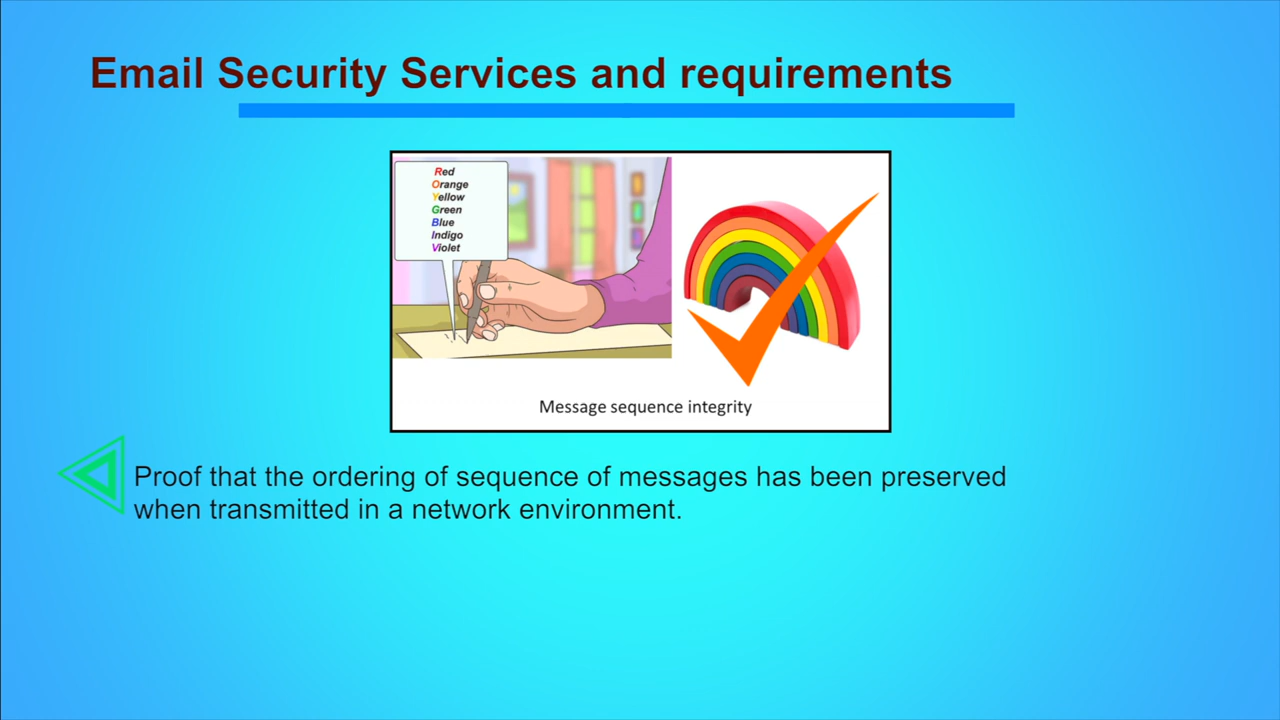 Email Security Services and requirements
Red
Orange
Yellow
Green
Blue
Indigo
Violet
Message sequence integrity
Proof that the ordering of sequence of messages has been preserved
when transmitted in a network environment.